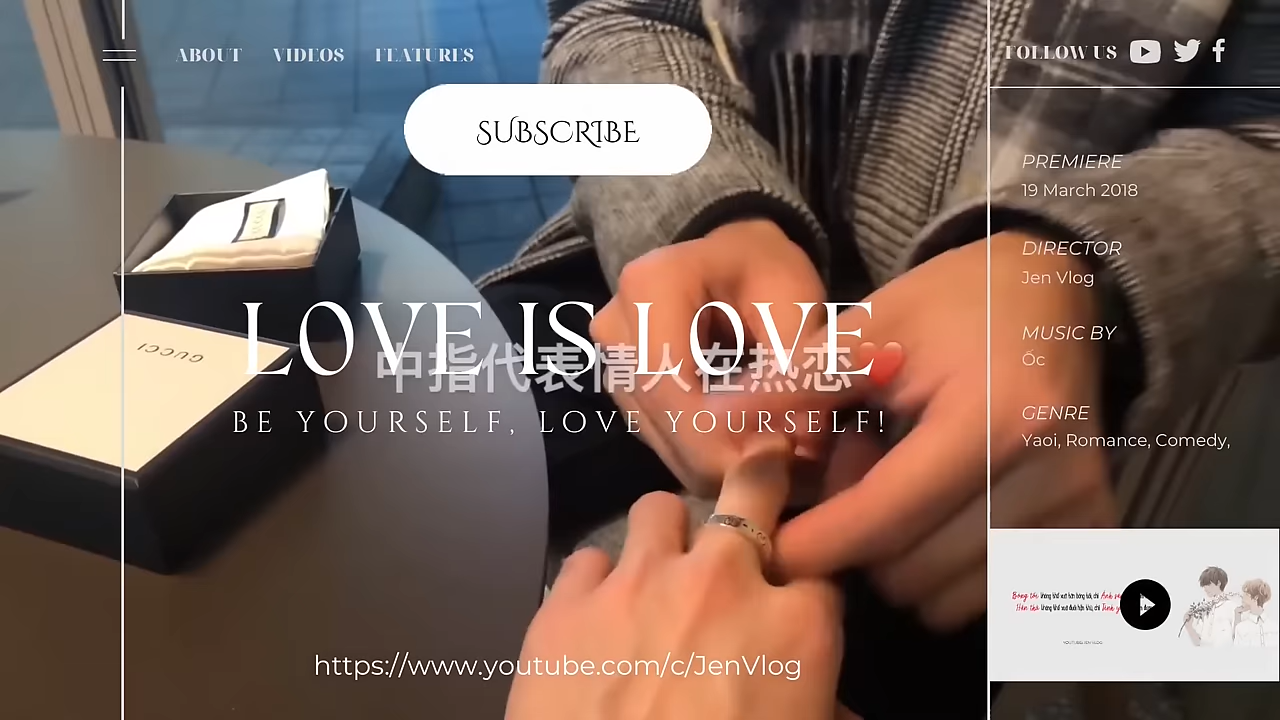 ABOUT VIDEOS FEATURES
FOLLOW US
SUBSCRIBE
PREMIERE
19 March 2018
DIRECTOR
Jen Vlog
MUSIC BY
Ốc
GENRE
Yaoi, Romance, Comedy,
GUCCI
LOVE IS LOVE
中指代表情人在热恋
BE YOURSELF, LOVE YOURSELF!
https://www.youtube.com/c/JenVlog